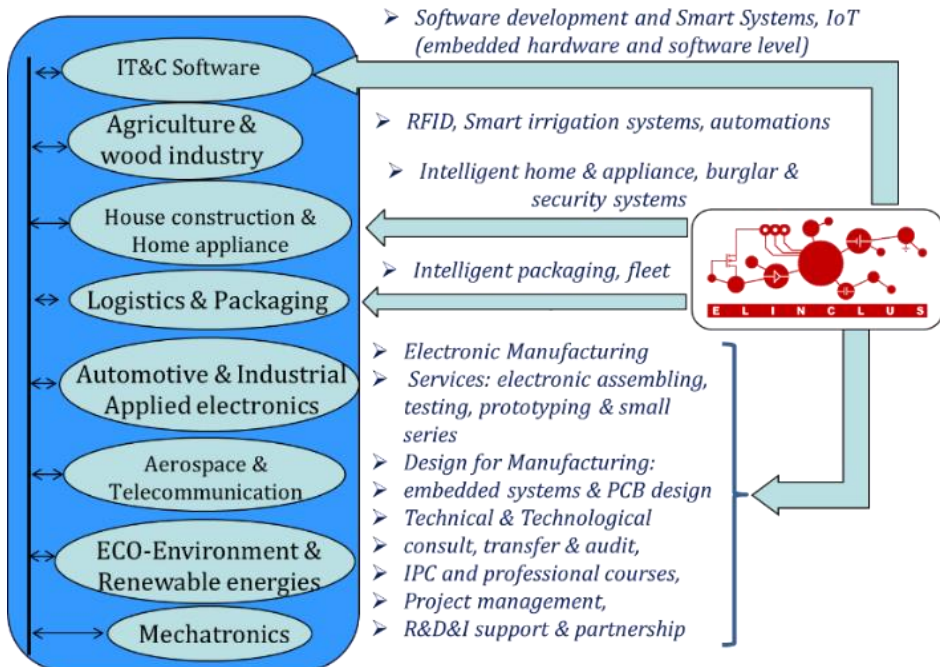 Software development and Smart Systems, IoT
(embedded hardware and software level)
IT&C Software
Agriculture &
wood industry
RFID, Smart irrigation systems, automations
Intelligent home & appliance, burglar &
security systems
House construction &
Home appliance
Intelligent packaging, fleet
Logistics & Packaging
ELINCLUS
Automotive & Industrial
Applied electronics
Aerospace &
Telecommunication
ECO-Environment &
Renewable energies
Mechatronics
Electronic Manufacturing
Services: electronic assembling,
testing, prototyping & small
series
Design for Manufacturing:
embedded systems & PCB design
Technical & Technological
consult, transfer & audit,
IPC and professional courses,
Project management,
R&D&I support & partnership